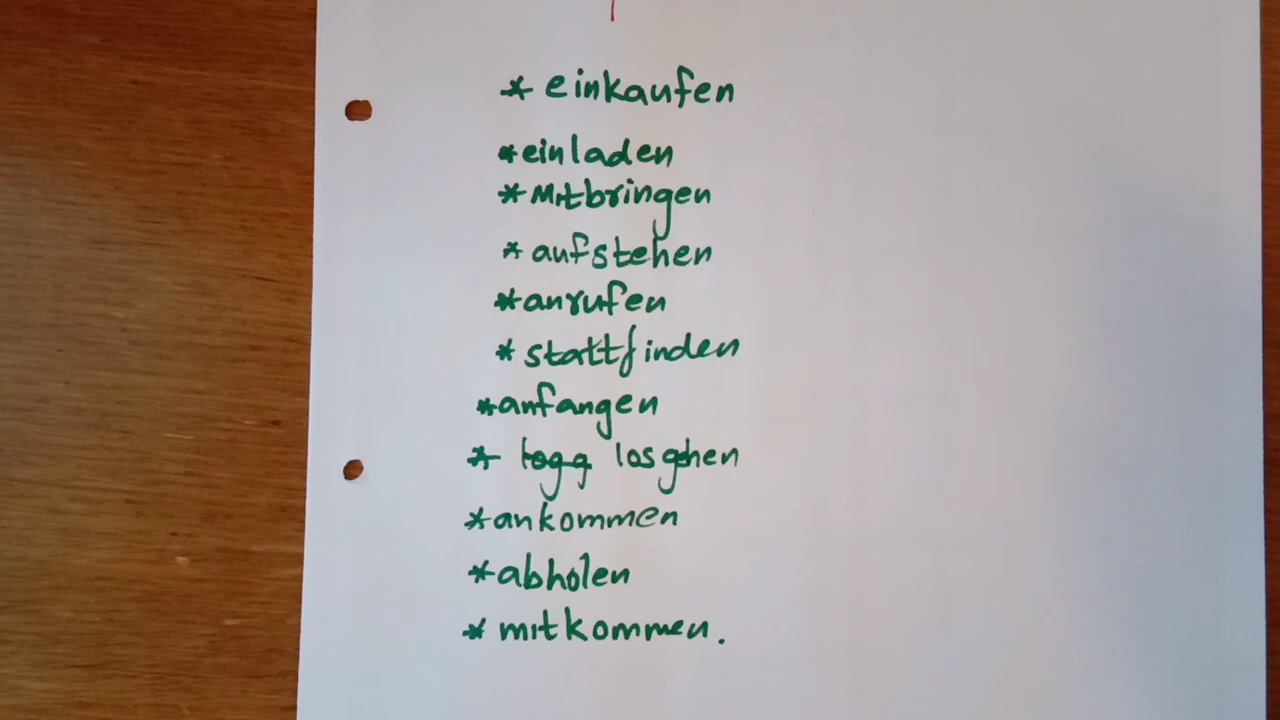 * einkaufen
*einladen
* Mitbringen
* aufstehen
*anrufen
* stattfinden
*anfangen
* losgehen
*ankommen
*abholen
* mitkommen.